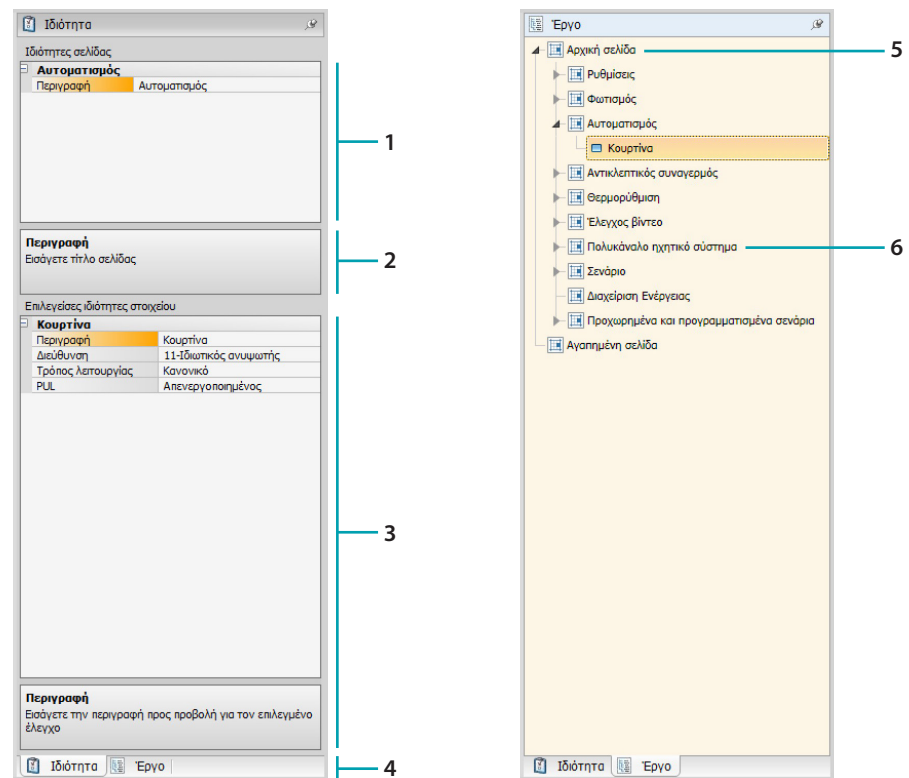 Ιδιότητα
Ιδιότητες σελίδας
Αυτοματισμός
Περιγραφή Αυτοματισμός
1
Περιγραφή
Εισάγετε τίτλο σελίδας
2
Επιλεγείσες ιδιότητες στοιχείου
Κουρτίνα
Περιγραφή Κουρτίνα
Διεύθυνση 11-Ιδιωτικός ανυψωτής
Τρόπος λειτουργίας Κανονικό
PUL Απενεργοποιημένος
3
Περιγραφή
Εισάγετε την περιγραφή προς προβολή για τον επιλεγμένο
έλεγχο
Ιδιότητα Έργο
4
Έργο
Αρχική σελίδα
5
Ρυθμίσεις
Φωτισμός
Αυτοματισμός
Κουρτίνα
Αντικλεπτικός συναγερμός
Θερμορύθμιση
Έλεγχος βίντεο
Πολυκάναλο ηχητικό σύστημα
6
Σενάριο
Διαχείριση Ενέργειας
Προχωρημένα και προγραμματισμένα σενάρια
Αγαπημένη σελίδα
Ιδιότητα Έργο